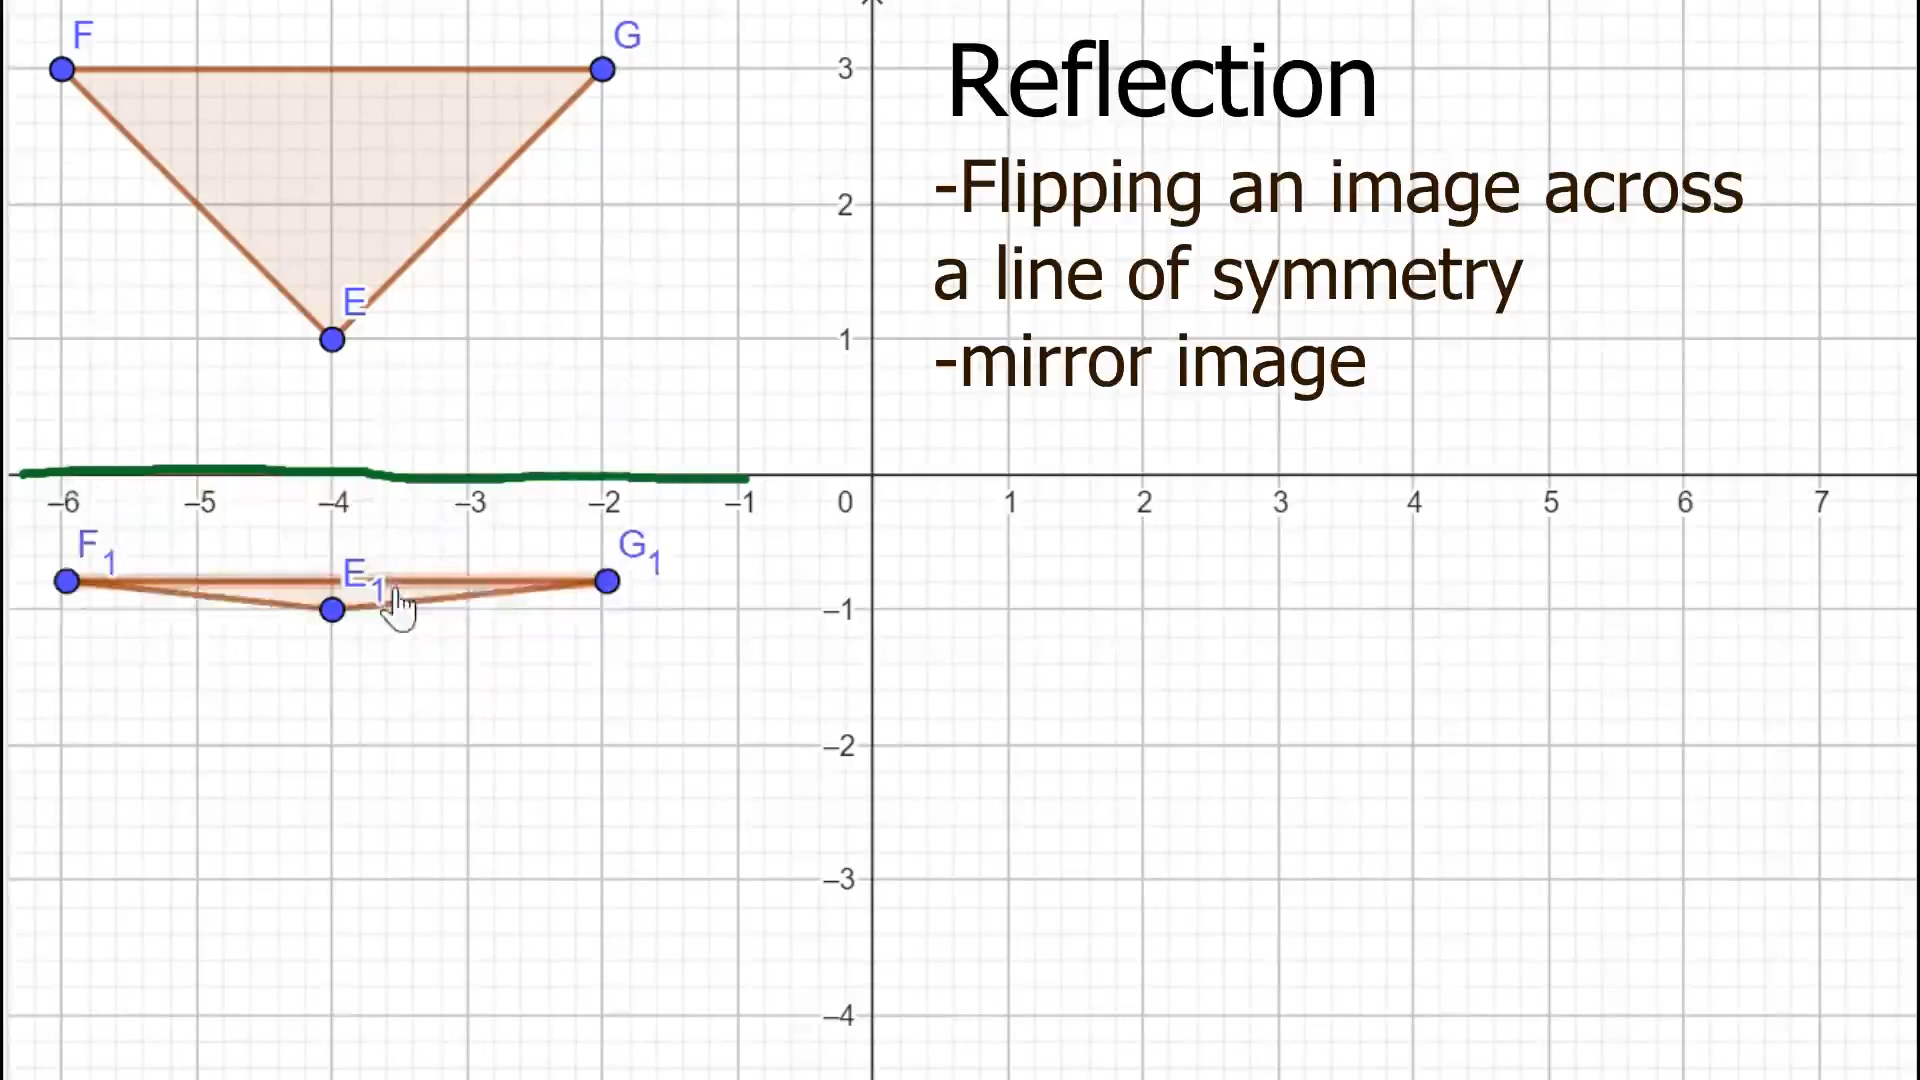 F G
3
Reflection
-Flipping an image across
2
a line of symmetry
E
1
-mirror image
–6 –5 –4 –3 –2 –1 0 1 2 3 4 5 6 7
F1 E1 G1
–1
–2
–3
–4